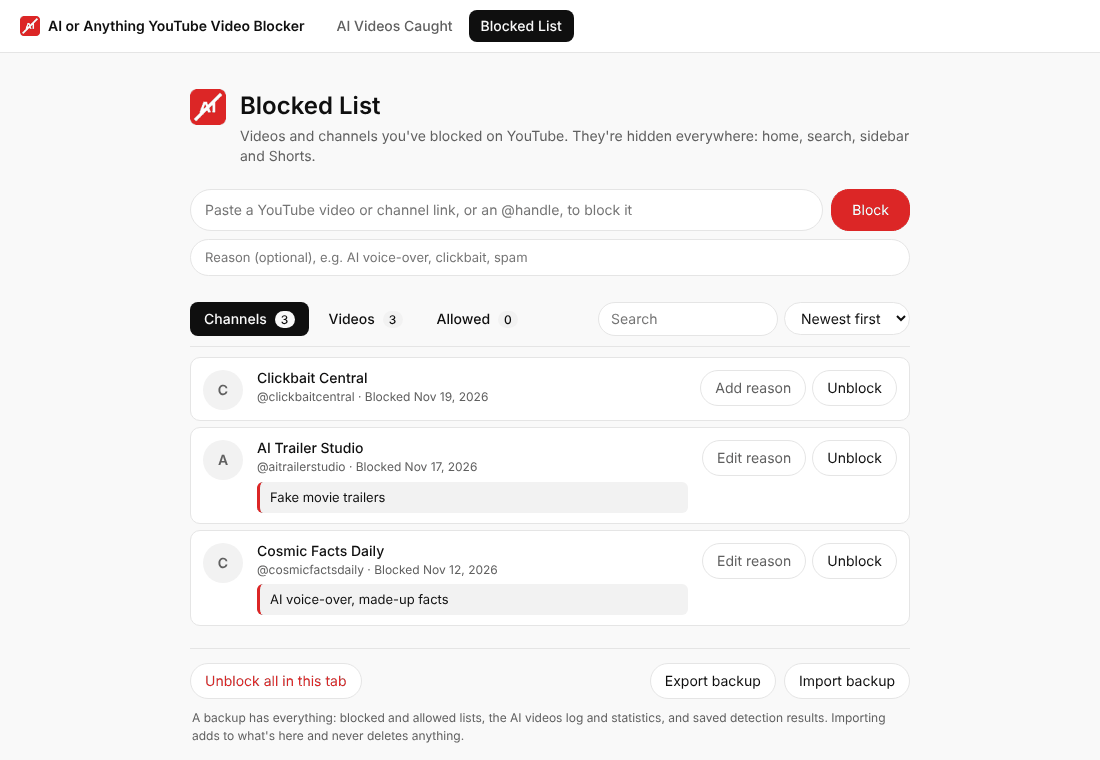 AI or Anything YouTube Video Blocker
AI Videos Caught
Blocked List
AI
Blocked List
Videos and channels you've blocked on YouTube. They're hidden everywhere: home, search, sidebar
and Shorts.
Paste a YouTube video or channel link, or an @handle, to block it
Block
Reason (optional), e.g. AI voice-over, clickbait, spam
Channels 3
Videos 3
Allowed 0
Search
Newest first
C
Clickbait Central
@clickbaitcentral · Blocked Nov 19, 2026
Add reason
Unblock
A
AI Trailer Studio
@aitrailerstudio · Blocked Nov 17, 2026
Fake movie trailers
Edit reason
Unblock
C
Cosmic Facts Daily
@cosmicfactsdaily · Blocked Nov 12, 2026
AI voice-over, made-up facts
Edit reason
Unblock
Unblock all in this tab
Export backup
Import backup
A backup has everything: blocked and allowed lists, the AI videos log and statistics, and saved detection results. Importing
adds to what's here and never deletes anything.